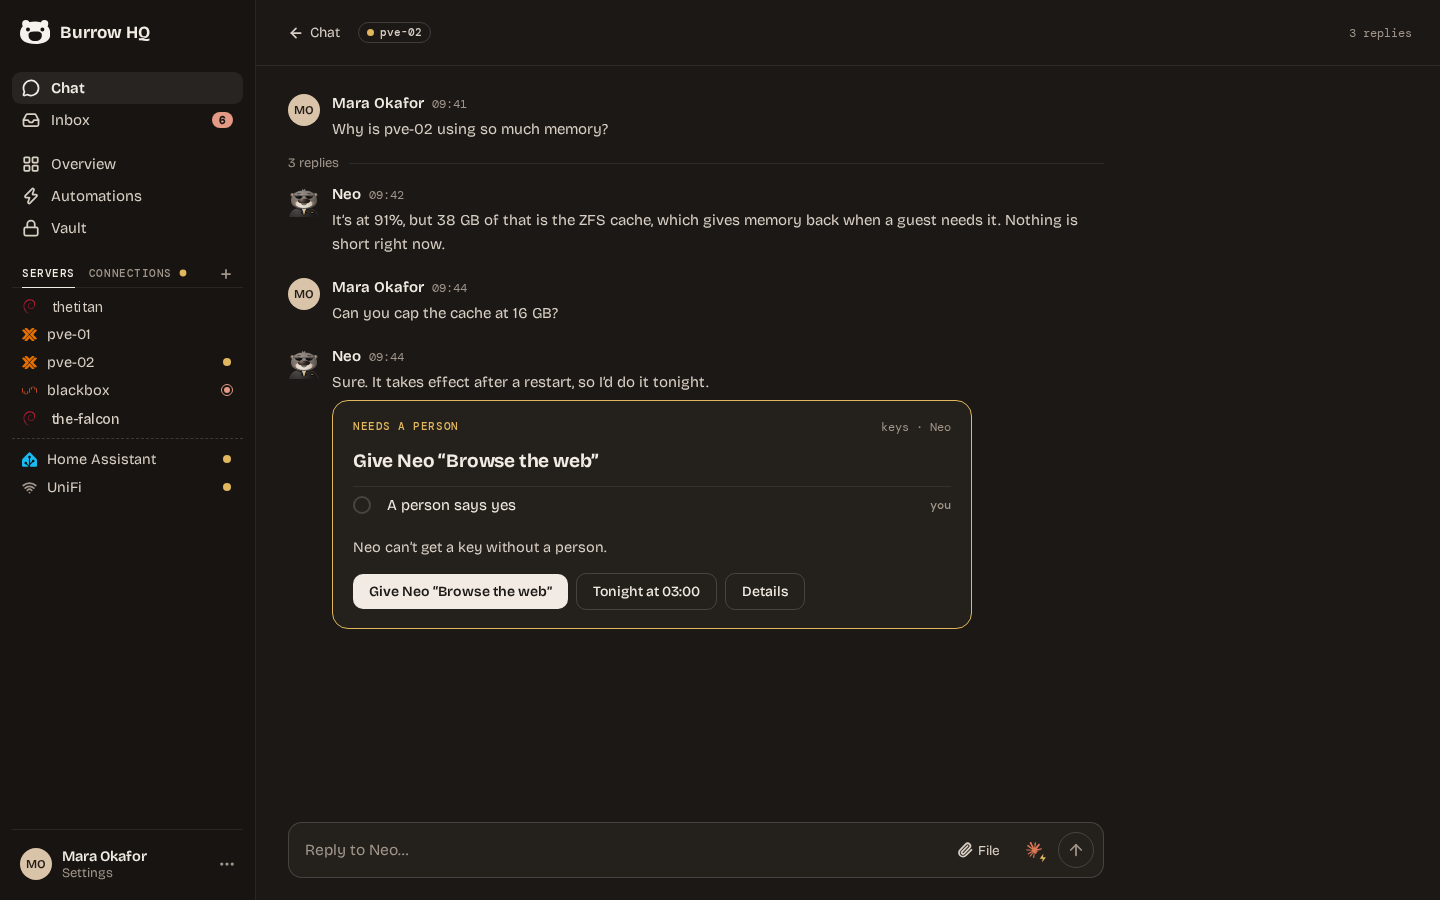 Burrow HQ
Chat
Inbox
6
Overview
Automations
Vault
SERVERS
CONNECTIONS
thetitan
pve-01
pve-02
blackbox
the-falcon
Home Assistant
UniFi
MO
Mara Okafor
Settings
Chat
pve-02
3 replies
MO
Mara Okafor 09:41
Why is pve-02 using so much memory?
3 replies
Neo 09:42
It's at 91%, but 38 GB of that is the ZFS cache, which gives memory back when a guest needs it. Nothing is
short right now.
MO
Mara Okafor 09:44
Can you cap the cache at 16 GB?
Neo 09:44
Sure. It takes effect after a restart, so I'd do it tonight.
NEEDS A PERSON
keys · Neo
Give Neo “Browse the web”
A person says yes
you
Neo can't get a key without a person.
Give Neo “Browse the web”
Tonight at 03:00
Details
Reply to Neo...
File